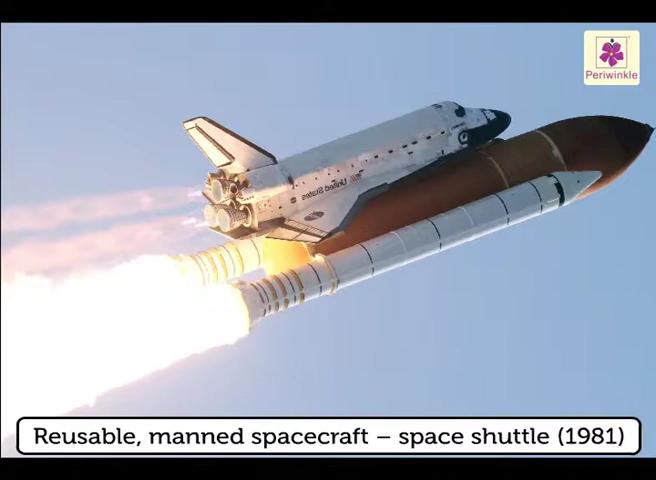 Periwinkle
United States
Reusable, manned spacecraft – space shuttle (1981)